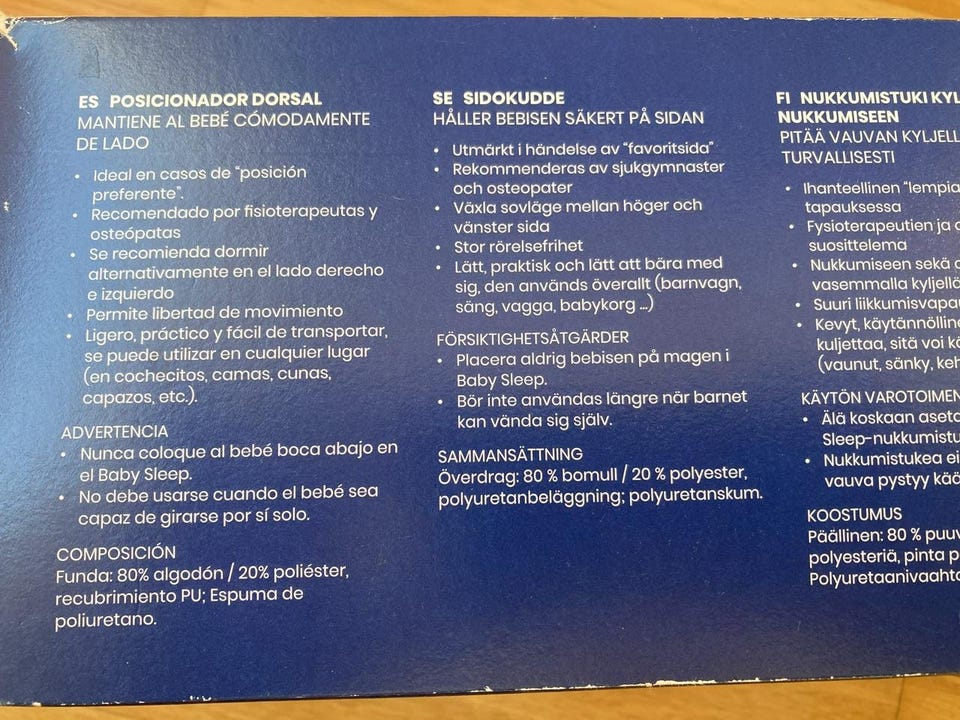 ES POSICIONADOR DORSAL
MANTIENE AL BEBÉ CÓMODAMENTE
DE LADO
• Ideal en casos de “posición
preferente”.
• Recomendado por fisioterapeutas y
osteópatas
• Se recomienda dormir
alternativamente en el lado derecho
e izquierdo
• Permite libertad de movimiento
• Ligero, práctico y fácil de transportar,
se puede utilizar en cualquier lugar
(en cochecitos, camas, cunas,
capazos, etc.).
ADVERTENCIA
• Nunca coloque al bebé boca abajo en
el Baby Sleep.
• No debe usarse cuando el bebé sea
capaz de girarse por sí solo.
COMPOSICIÓN
Funda: 80% algodón / 20% poliéster,
recubrimiento PU; Espuma de
poliuretano.
SE SIDOKUDDE
HÅLLER BEBISEN SÄKERT PÅ SIDAN
• Utmärkt i händelse av “favoritsida”
• Rekommenderas av sjukgymnaster
och osteopater
• Växla sovläge mellan höger och
vänster sida
• Stor rörelsefrihet
• Lätt, praktisk och lätt att bära med
sig, den används överallt (barnvagn,
säng, vagga, babykorg ...)
FÖRSIKTIGHETSÅTGÄRDER
• Placera aldrig bebisen på magen i
Baby Sleep.
• Bör inte användas längre när barnet
kan vända sig själv.
SAMMANSÄTTNING
Överdrag: 80 % bomull / 20 % polyester,
polyuretanbeläggning; polyuretanskum.
FI NUKKUMISTUKI
NUKKUMISEEN
PITÄÄ VAUVAN
TURVALLISESTI
• Ihanteellinen
tapauksessa
• Fysioterapeutien ja
suosittelema
• Nukkumiseen sekä
vasemmalla
• Suuri
• Kevyt,
kuljettaa, sitä voi
(vaunut, sänky,
KÄYTÖN
• Älä koskaan
• Nukkumistukea
vauva pystyy
KOOSTUMUS
Päällinen: 80 %
polyesteriä, pinta